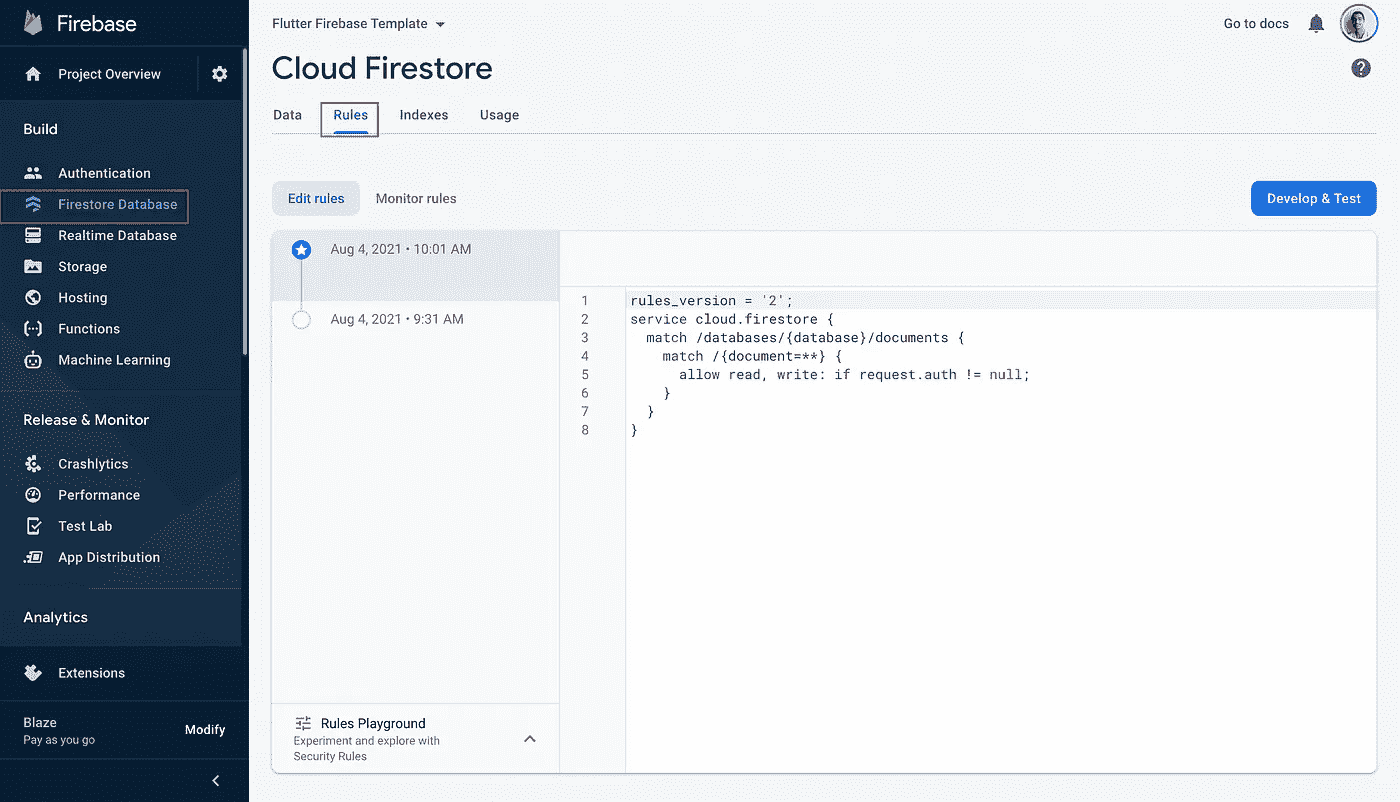 Firebase
Project Overview
Build
Authentication
Firestore Database
Realtime Database
Storage
Hosting
Functions
Machine Learning
Release & Monitor
Crashlytics
Performance
Test Lab
App Distribution
Analytics
Extensions
Blaze
Pay as you go
Modify
Flutter Firebase Template
Go to docs
Cloud Firestore
Data Rules Indexes Usage
Edit rules Monitor rules
Develop & Test
Aug 4, 2021 • 10:01 AM
Aug 4, 2021 • 9:31 AM
1 rules_version = '2';
2 service cloud.firestore {
3   match /databases/{database}/documents {
4     match /{document=**} {
5       allow read, write: if request.auth != null;
6     }
7   }
8 }
Rules Playground
Experiment and explore with
Security Rules